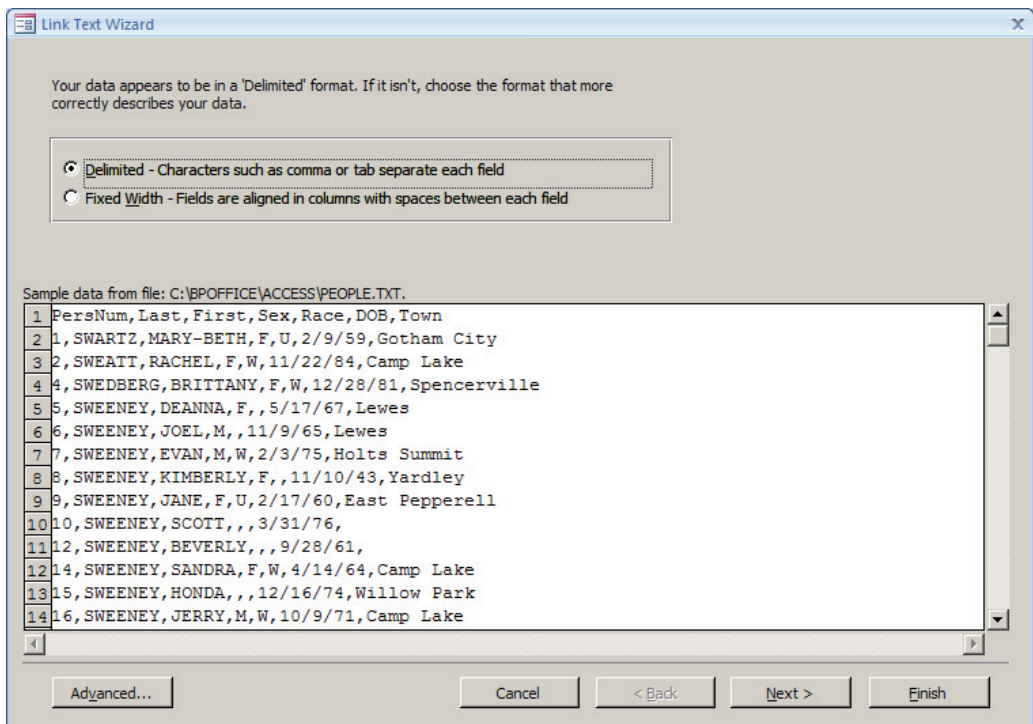 Link Text Wizard
Your data appears to be in a 'Delimited' format. If it isn't, choose the format that more
correctly describes your data.
Delimited - Characters such as comma or tab separate each field
Fixed Width - Fields are aligned in columns with spaces between each field
Sample data from file: C:\BPOFFICE\ACCESS\PEOPLE.TXT.
1 PersNum,Last,First,Sex,Race,DOB,Town
2 1,SWARTZ,MARY-BETH,F,U,2/9/59,Gotham City
3 2,SWEATT,RACHEL,F,W,11/22/84,Camp Lake
4 4,SWEDBERG,BRITTANY,F,W,12/28/81,Spencerville
5 5,SWEENEY,DEANNA,F,,5/17/67,Lewes
6 6,SWEENEY,JOEL,M,,11/9/65,Lewes
7 7,SWEENEY,EVAN,M,W,2/3/75,Holts Summit
8 8,SWEENEY,KIMBERLY,F,,11/10/43,Yardley
9 9,SWEENEY,JANE,F,U,2/17/60,East Pepperell
10 10,SWEENEY,SCOTT,,,3/31/76,
11 12,SWEENEY,BEVERLY,,,9/28/61,
12 14,SWEENEY,SANDRA,F,W,4/14/64,Camp Lake
13 15,SWEENEY,HONDA,,,12/16/74,Willow Park
14 16,SWEENEY,JERRY,M,W,10/9/71,Camp Lake
Advanced... Cancel < Back Next > Finish